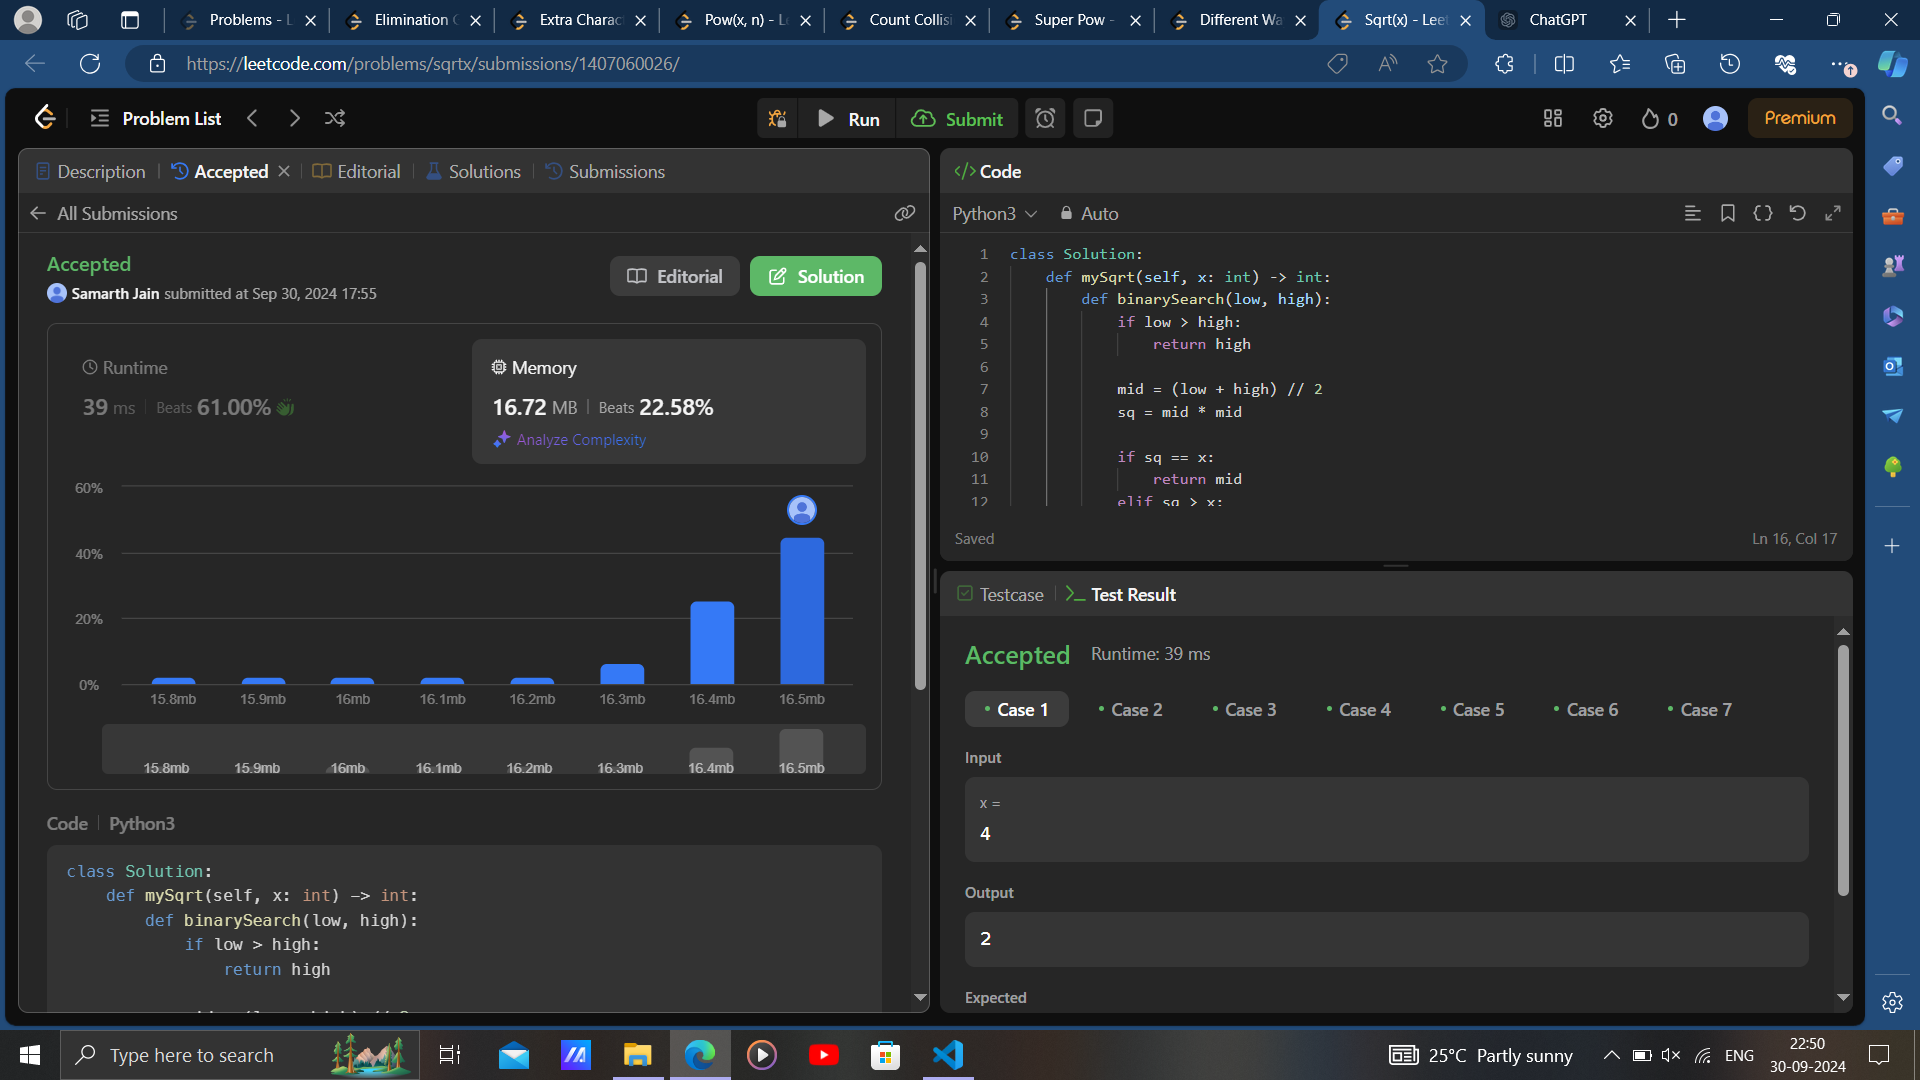 Problems - L
Elimination G
Extra Charac
Pow(x, n) - Le
Count Collisi
Super Pow -
Different Wa
Sqrt(x) - Leet
ChatGPT
https://leetcode.com/problems/sqrtx/submissions/1407060026/
Problem List
Run
Submit
0
Premium
Description
Accepted
Editorial
Solutions
Submissions
All Submissions
Accepted
Samarth Jain submitted at Sep 30, 2024 17:55
Editorial
Solution
Runtime
39 ms
Beats 61.00%
Memory
16.72 MB
Beats 22.58%
Analyze Complexity
60%
40%
20%
0%
15.8mb 15.9mb 16mb 16.1mb 16.2mb 16.3mb 16.4mb 16.5mb
15.8mb 15.9mb 16mb 16.1mb 16.2mb 16.3mb 16.4mb 16.5mb
Code | Python3
class Solution:
    def mySqrt(self, x: int) -> int:
        def binarySearch(low, high):
            if low > high:
                return high
</> Code
Python3
Auto
1 class Solution:
2     def mySqrt(self, x: int) -> int:
3         def binarySearch(low, high):
4             if low > high:
5                 return high
6
7             mid = (low + high) // 2
8             sq = mid * mid
9
10             if sq == x:
11                 return mid
12             elif sq > x:
Saved
Ln 16, Col 17
Testcase
Test Result
Accepted
Runtime: 39 ms
Case 1
Case 2
Case 3
Case 4
Case 5
Case 6
Case 7
Input
x =
4
Output
2
Expected
Type here to search
25°C Partly sunny
ENG
22:50
30-09-2024